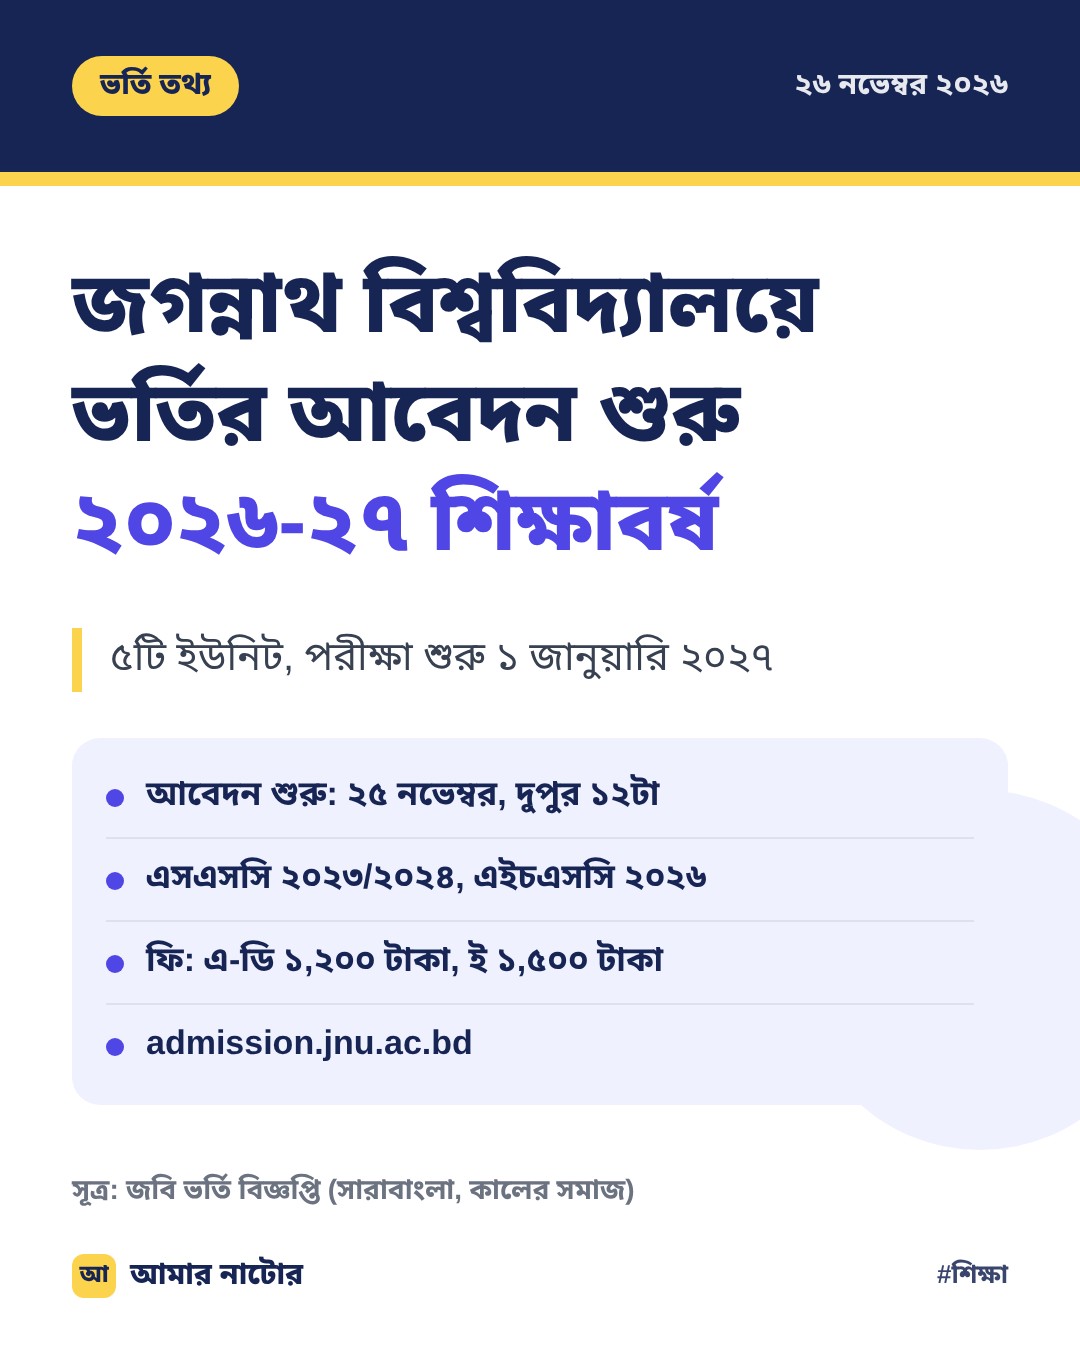 ভর্তি তথ্য
২৬ নভেম্বর ২০২৬
জগন্নাথ বিশ্ববিদ্যালয়ে
ভর্তির আবেদন শুরু
২০২৬-২৭ শিক্ষাবর্ষ
৫টি ইউনিট, পরীক্ষা শুরু ১ জানুয়ারি ২০২৭
আবেদন শুরু: ২৫ নভেম্বর, দুপুর ১২টা
এসএসসি ২০২৩/২০২৪, এইচএসসি ২০২৬
ফি: এ-ডি ১,২০০ টাকা, ই ১,৫০০ টাকা
admission.jnu.ac.bd
সূত্র: জবি ভর্তি বিজ্ঞপ্তি (সারাবাংলা, কালের সমাজ)
আ আমার নাটোর
#শিক্ষা